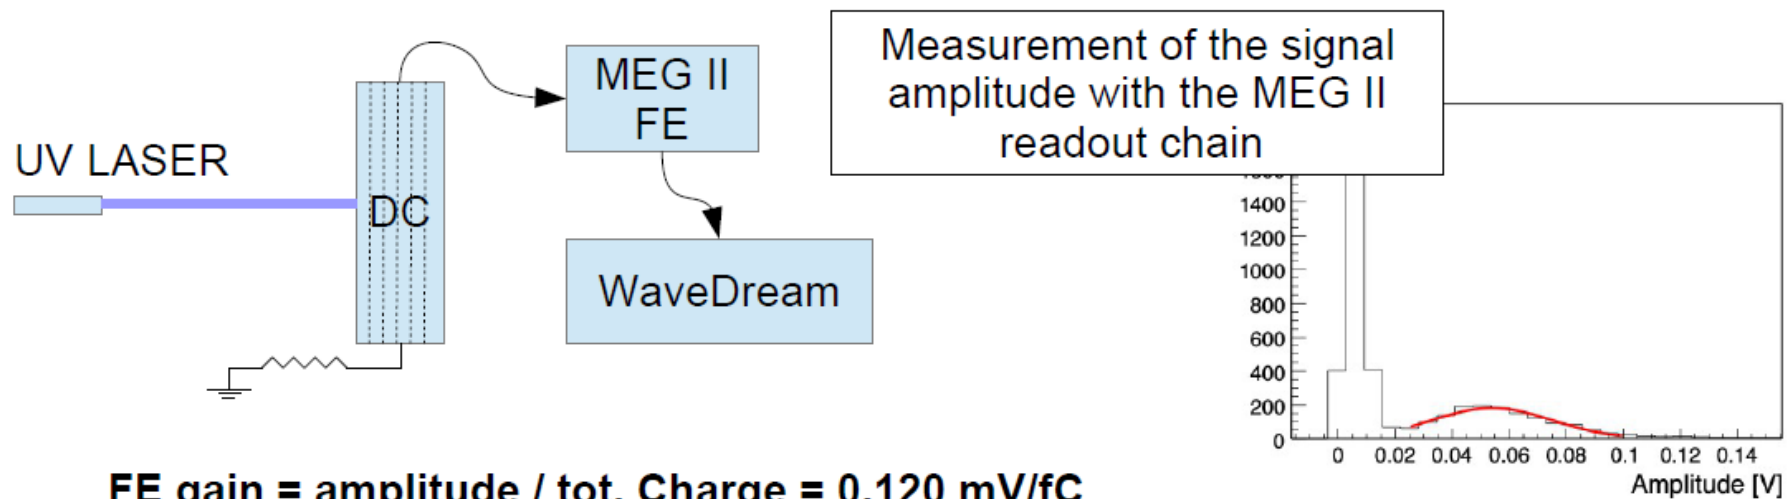 Measurement of the signal
amplitude with the MEG II
readout chain
MEG II
FE
UV LASER
DC
WaveDream
1400
1200
1000
800
600
400
200
0
0 0.02 0.04 0.06 0.08 0.1 0.12 0.14
Amplitude [V]
FE gain = amplitude / tot. Charge = 0.120 mV/fC